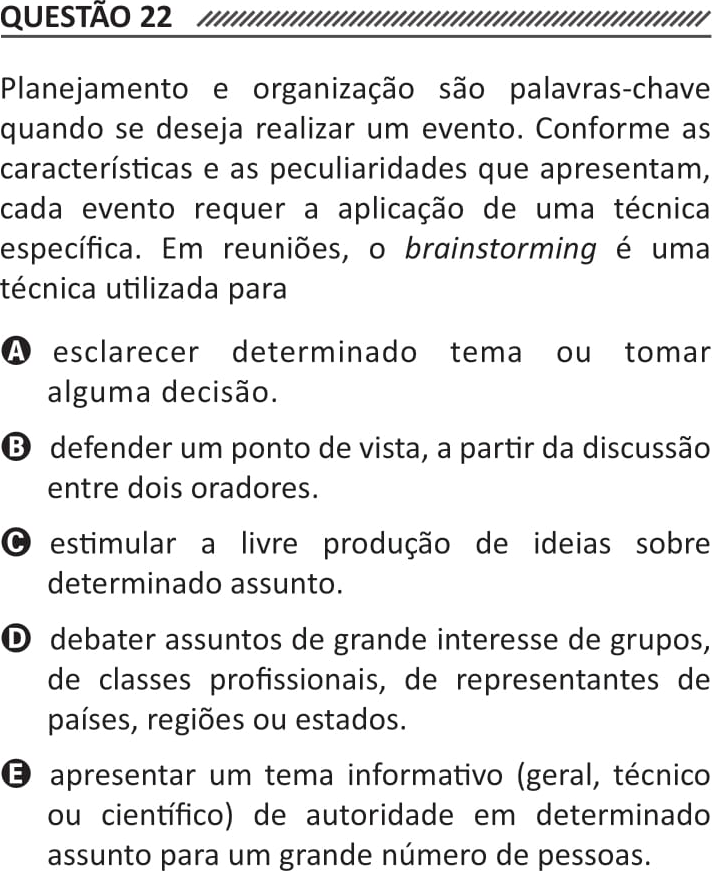 QUESTÃO 22
Planejamento e organização são palavras-chave
quando se deseja realizar um evento. Conforme as
características e as peculiaridades que apresentam,
cada evento requer a aplicação de uma técnica
específica. Em reuniões, o brainstorming é uma
técnica utilizada para
A esclarecer determinado tema ou tomar
alguma decisão.
B defender um ponto de vista, a partir da discussão
entre dois oradores.
C estimular a livre produção de ideias sobre
determinado assunto.
D debater assuntos de grande interesse de grupos,
de classes profissionais, de representantes de
países, regiões ou estados.
E apresentar um tema informativo (geral, técnico
ou científico) de autoridade em determinado
assunto para um grande número de pessoas.